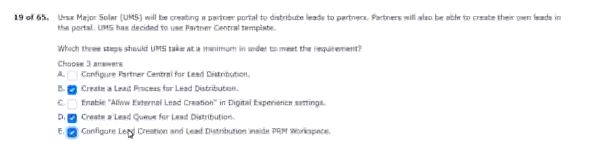 19 of 65. Ursa Major Solar (UMS) will be creating a partner portal to distribute leads to partners. Partners will also be able to create their own leads in
the portal. UMS has decided to use Partner Central template.
Which three steps should UMS take at a minimum in order to meet the requirement?
Choose 3 answers
A. Configure Partner Central for Lead Distribution.
B. Create a Lead Process for Lead Distribution.
C. Enable "Allow External Lead Creation" in Digital Experience settings.
D. Create a Lead Queue for Lead Distribution.
E. Configure Lead Creation and Lead Distribution inside PRM Workspace.